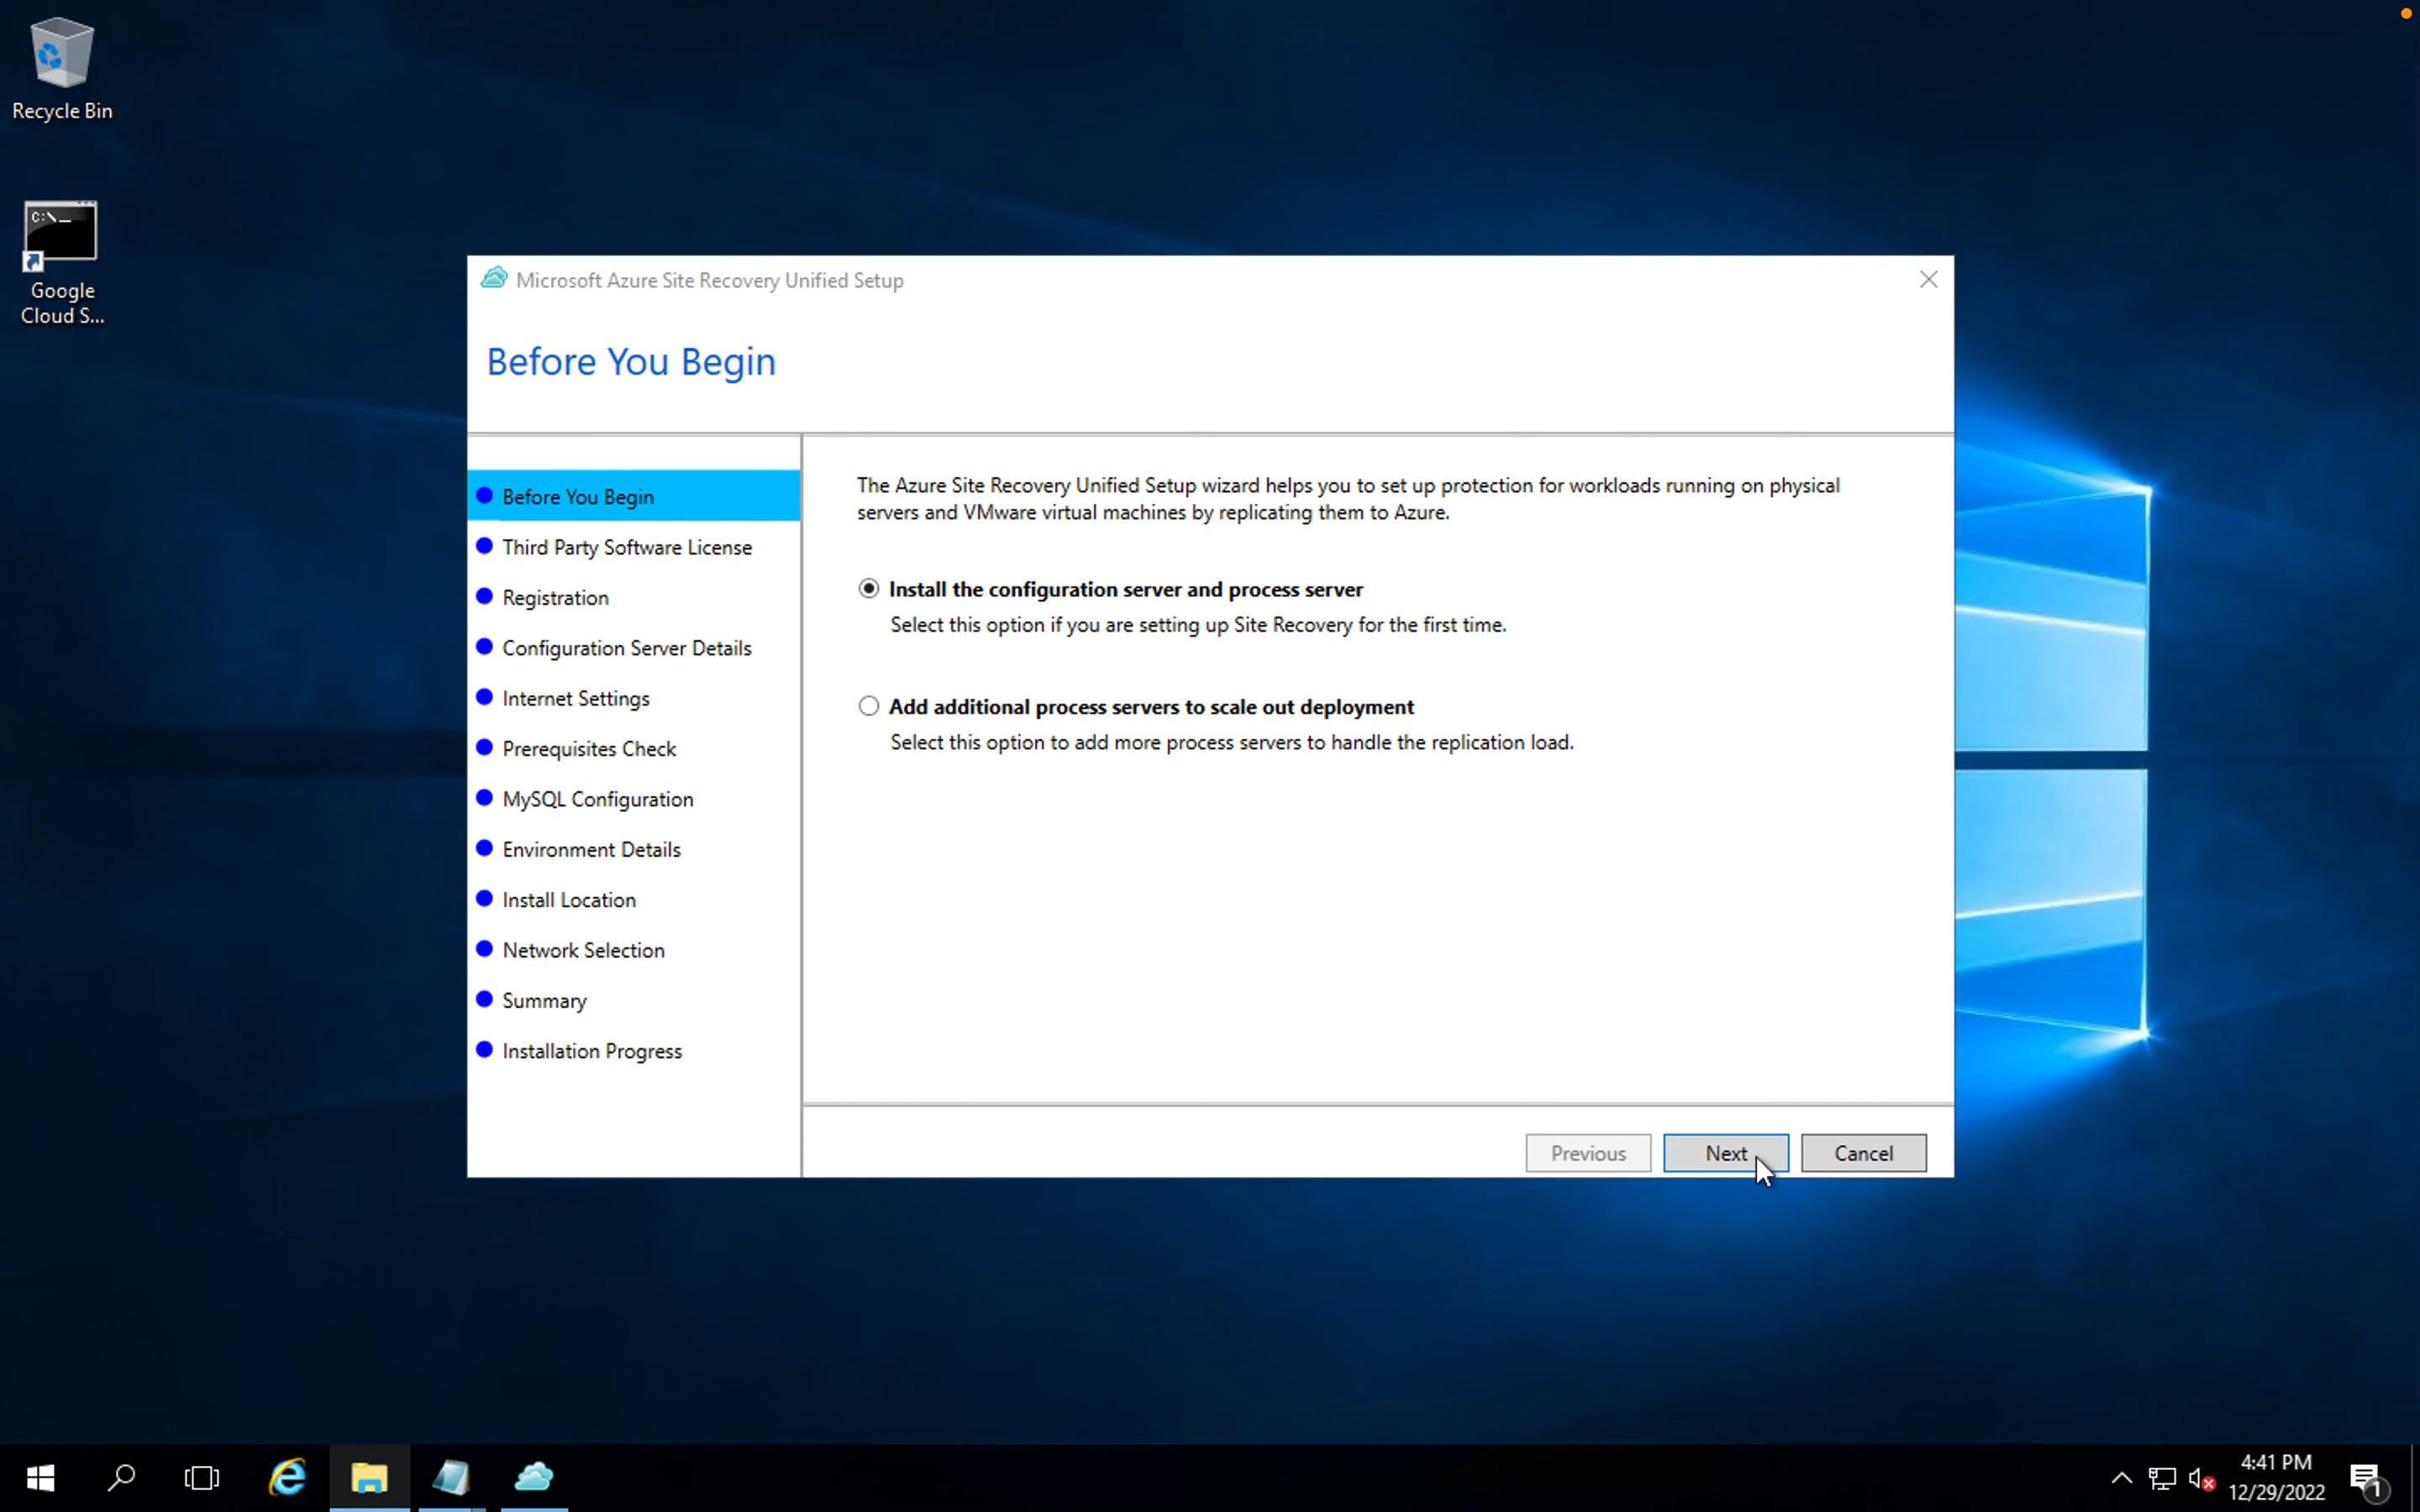 Recycle Bin
C:\_
Google
Cloud S...
Microsoft Azure Site Recovery Unified Setup
Before You Begin
Before You Begin
Third Party Software License
Registration
Configuration Server Details
Internet Settings
Prerequisites Check
MySQL Configuration
Environment Details
Install Location
Network Selection
Summary
Installation Progress
The Azure Site Recovery Unified Setup wizard helps you to set up protection for workloads running on physical
servers and VMware virtual machines by replicating them to Azure.
Install the configuration server and process server
Select this option if you are setting up Site Recovery for the first time.
Add additional process servers to scale out deployment
Select this option to add more process servers to handle the replication load.
Previous
Next
Cancel
4:41 PM
12/29/2022
1